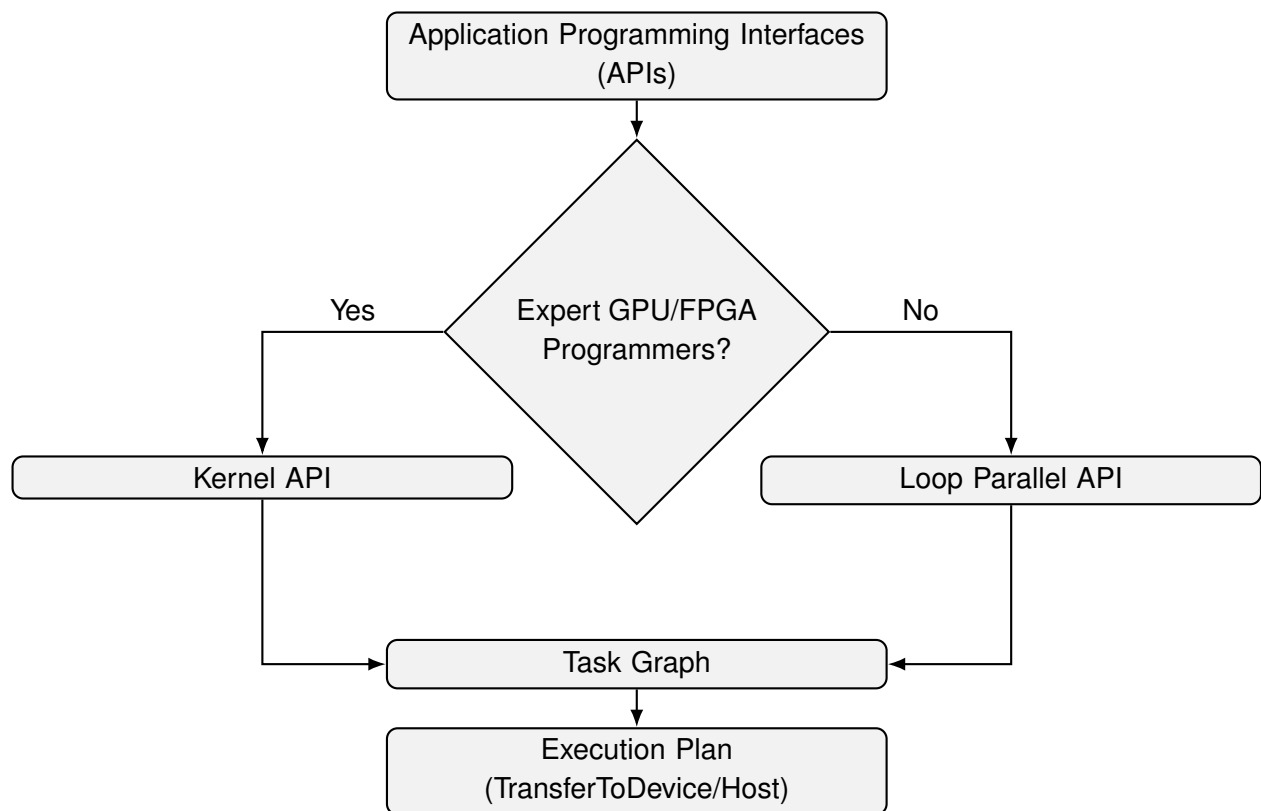 Application Programming Interfaces
(APIs)
Yes
Expert GPU/FPGA
Programmers?
No
Kernel API
Loop Parallel API
Task Graph
Execution Plan
(TransferToDevice/Host)